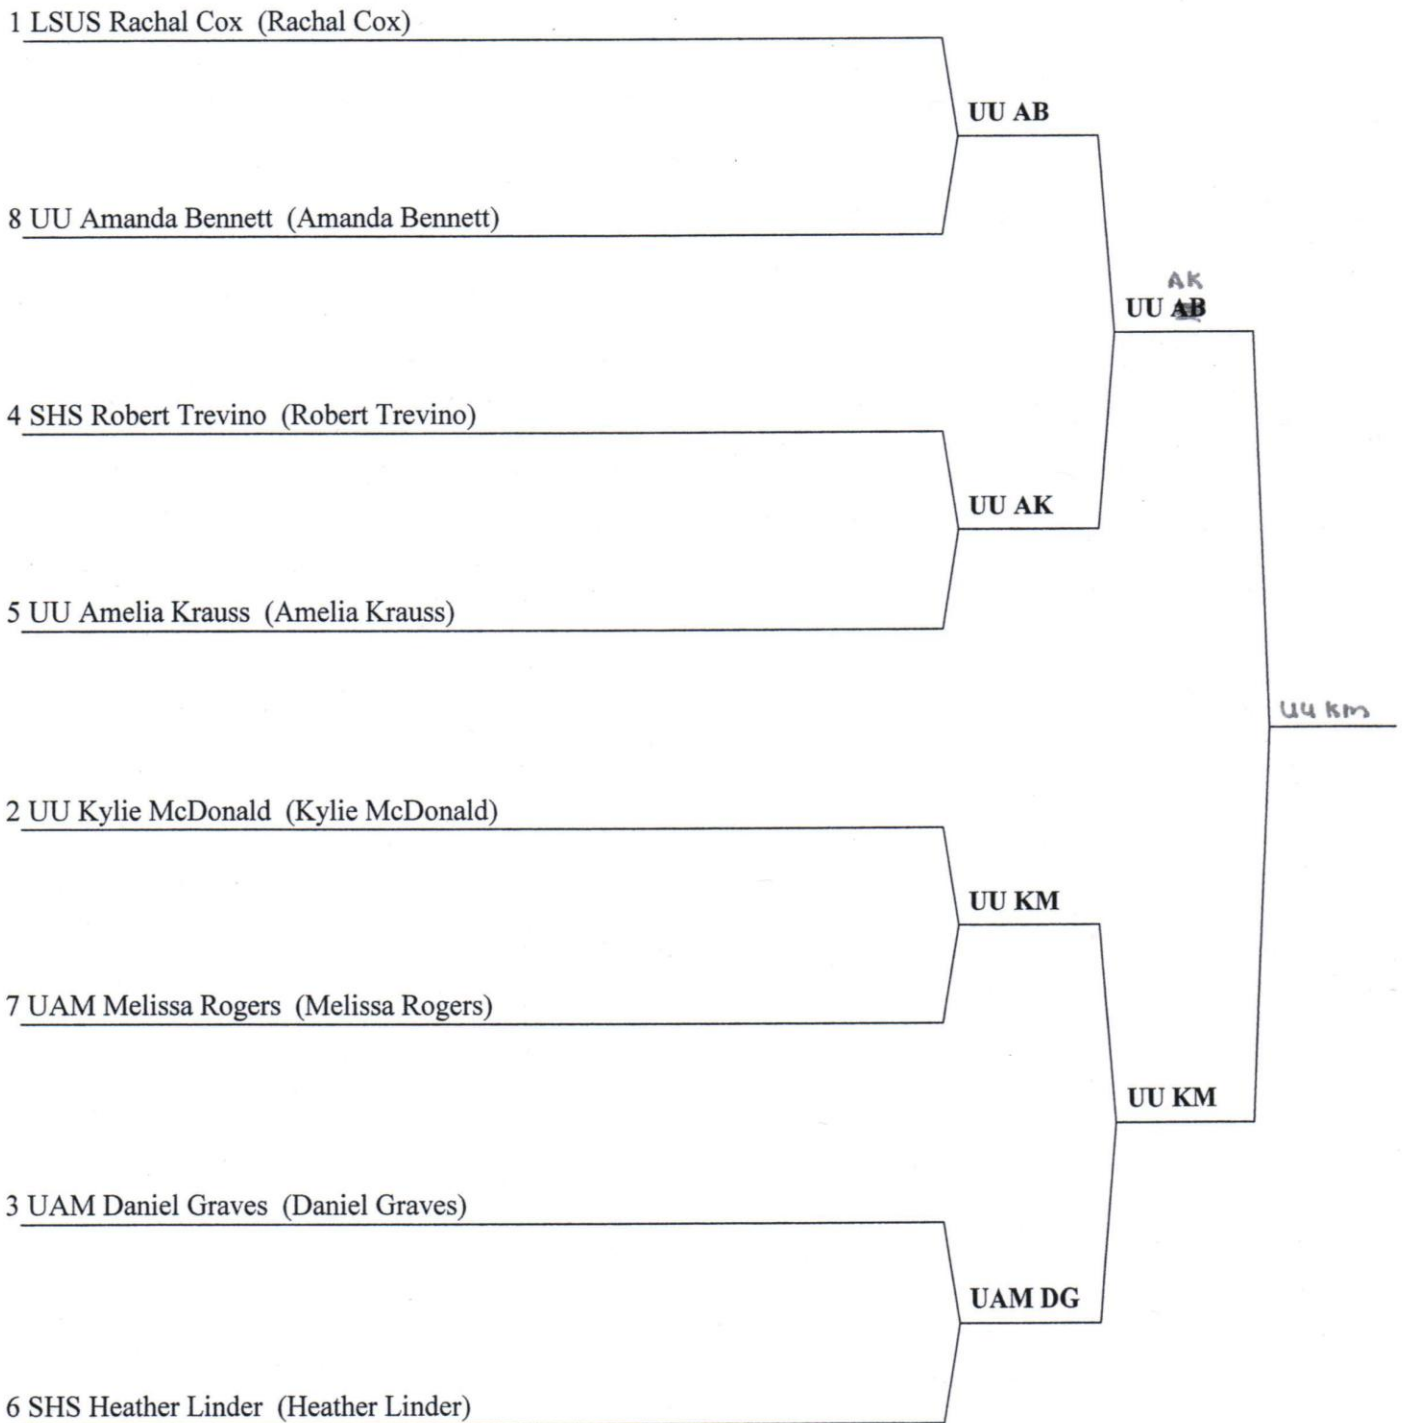 1 LSUS Rachal Cox (Rachal Cox)
UU AB
8 UU Amanda Bennett (Amanda Bennett)
AK
UU AB
4 SHS Robert Trevino (Robert Trevino)
UU AK
5 UU Amelia Krauss (Amelia Krauss)
UU KM
2 UU Kylie McDonald (Kylie McDonald)
UU KM
7 UAM Melissa Rogers (Melissa Rogers)
UU KM
3 UAM Daniel Graves (Daniel Graves)
UAM DG
6 SHS Heather Linder (Heather Linder)